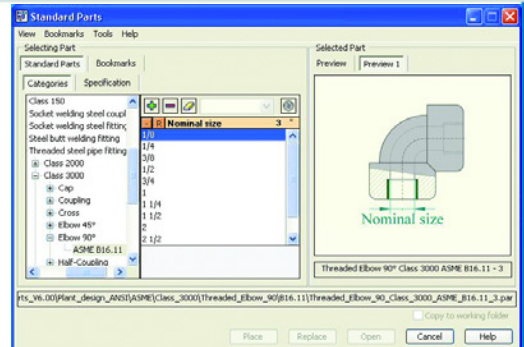 Standard Parts
View Bookmarks Tools Help
Selecting Part
Standard Parts Bookmarks
Categories Specification
Class 150
Socket welding steel coupl
Socket welding steel fitting
Steel butt welding fitting
Threaded steel pipe fitting
Class 2000
Class 3000
Cap
Coupling
Cross
Elbow 45°
Elbow 90°
ASME B16.11
Half-Coupling
R Nominal size 3
1/8
1/4
3/8
1/2
3/4
1
1 1/4
1 1/2
2
2 1/2
Selected Part
Preview Preview 1
Nominal size
Threaded Elbow 90° Class 3000 ASME B16.11 - 3
rts_V6.00\Plant_design_ANSI\ASME\Class_3000\Threaded_Elbow_90\B16.11\Threaded_Elbow_90_Class_3000_ASME_B16.11_3.par
Copy to working folder
Place Replace Open Cancel Help